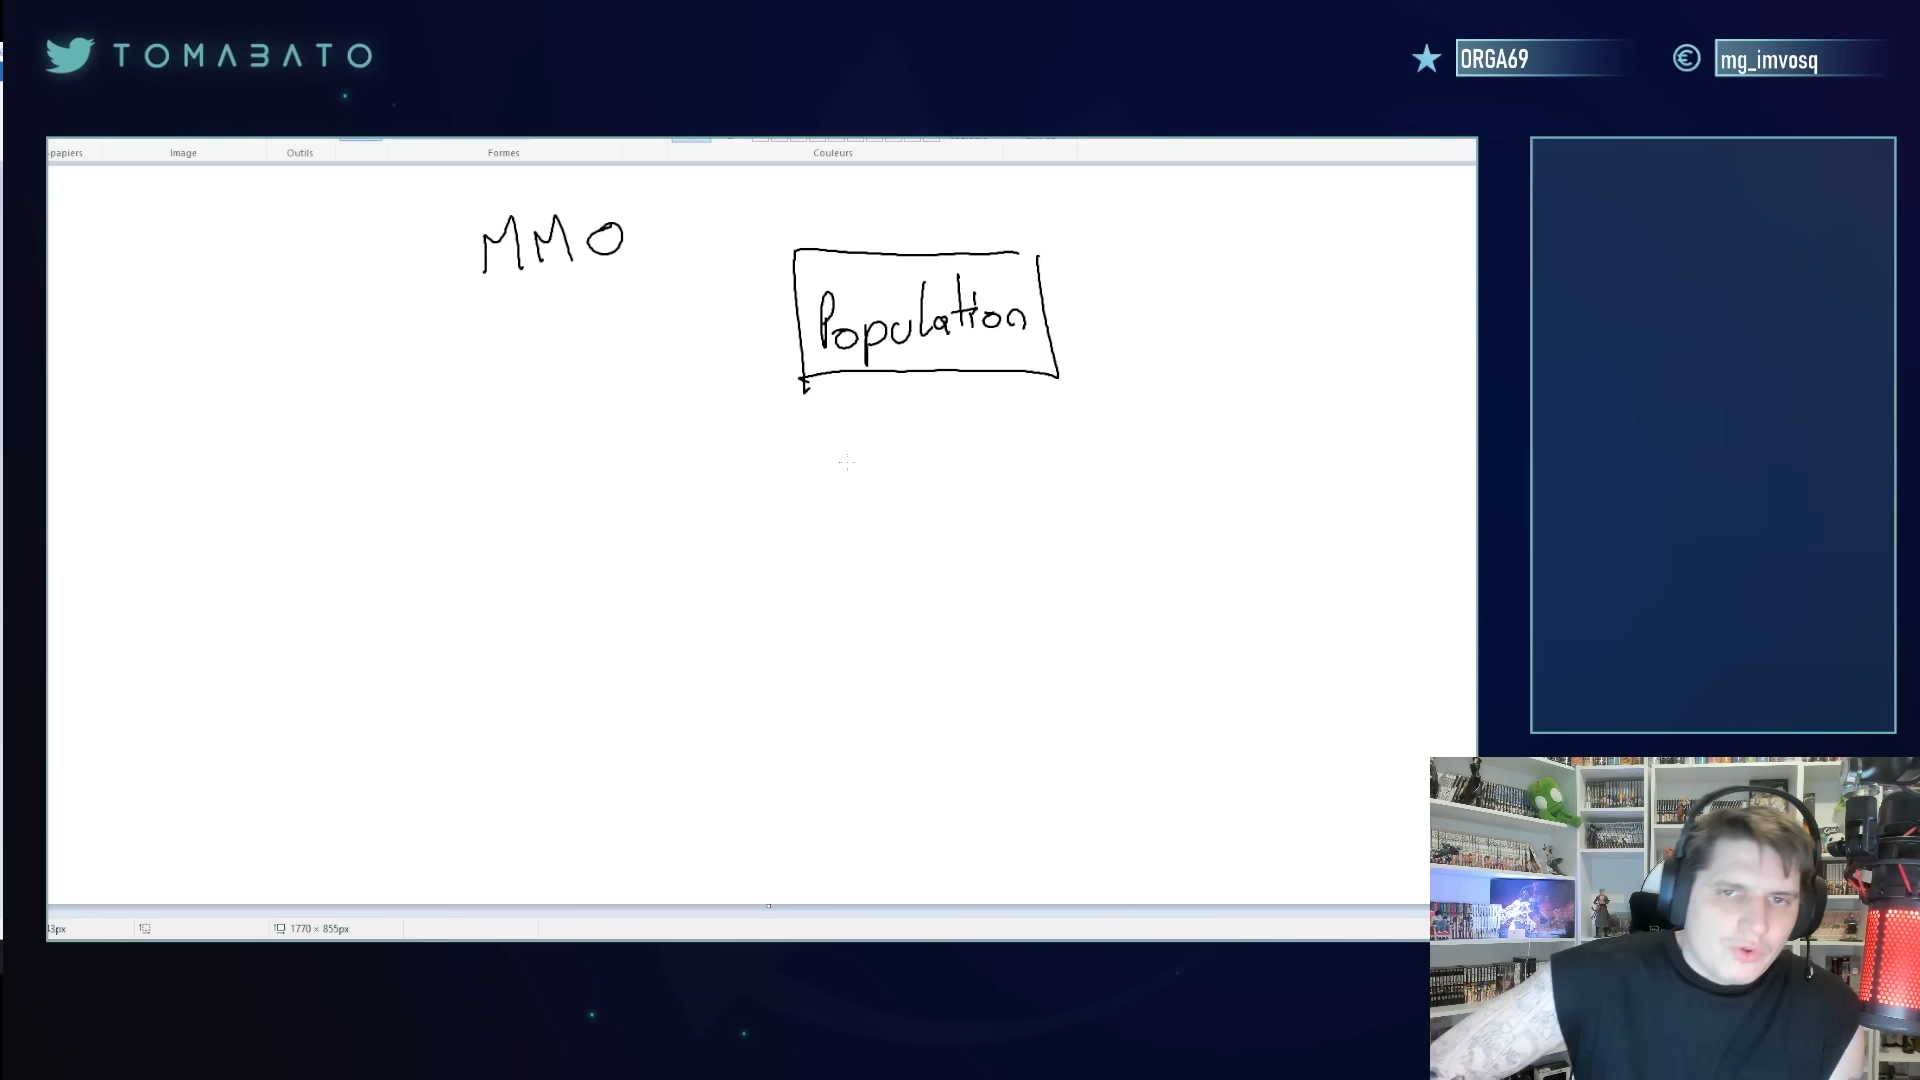 TOMABATO
ORGA69
mg_imvosq
-papiers
Image
Outils
Formes
Couleurs
MMO
Population
1770 × 855px